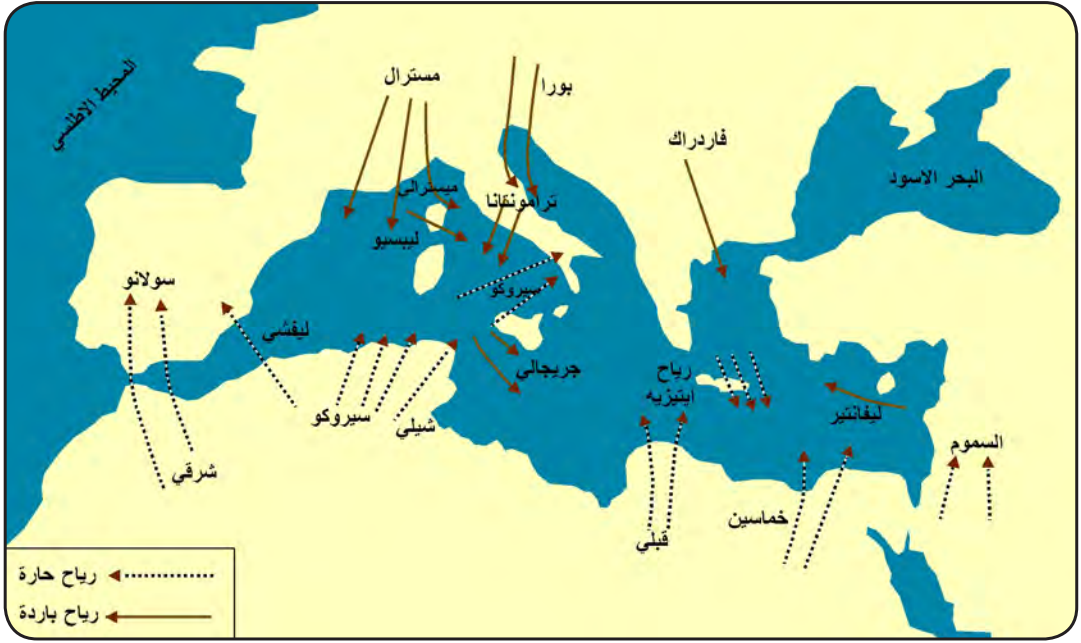 المحيط الاطلسي
مسترال
بورا
فاردراك
البحر الاسود
ميسترالي
ترامونتانا
ليبسيو
سولانو
سيروكو
ليفشي
جريجالي
رياح
ايتيزيه
ليفانتير
سيروكو
شيلي
السموم
شرقي
خماسين
قبلي
رياح حارة
رياح باردة